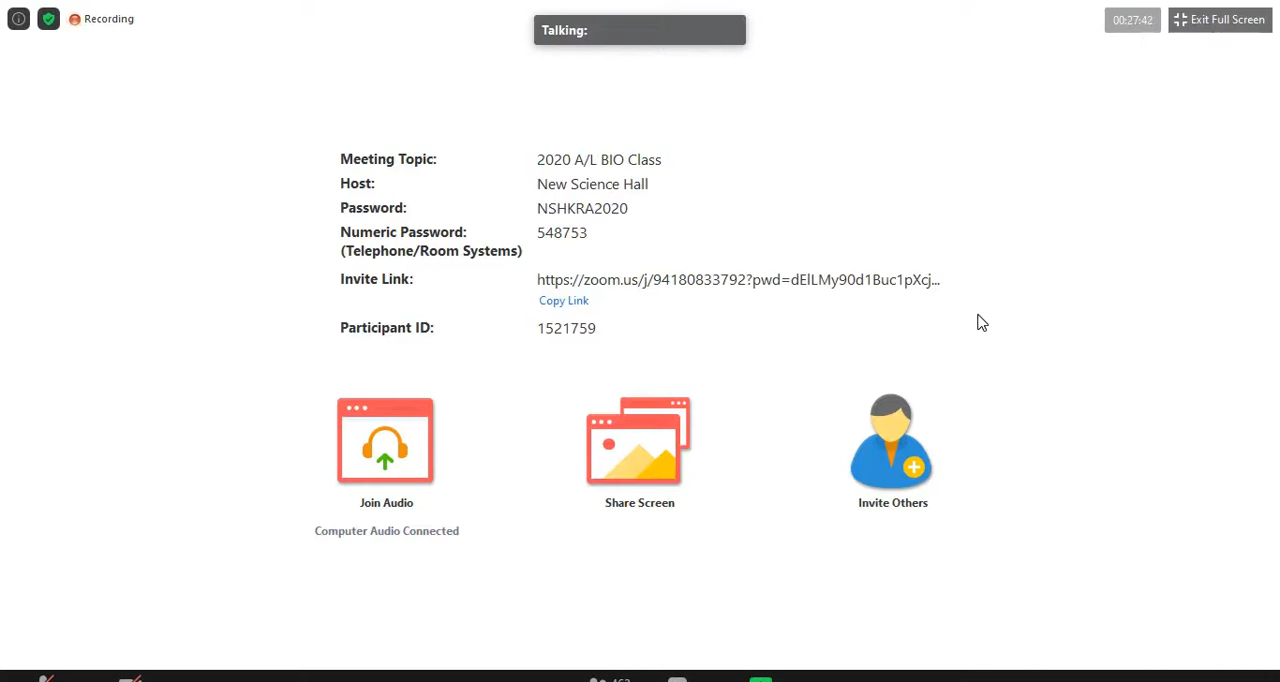 Recording
Talking:
00:27:42
Exit Full Screen
Meeting Topic: 2020 A/L BIO Class
Host: New Science Hall
Password: NSHKRA2020
Numeric Password: 548753
(Telephone/Room Systems)
Invite Link: https://zoom.us/j/94180833792?pwd=dElLMy90d1Buc1pXcj...
Copy Link
Participant ID: 1521759
Join Audio
Share Screen
Invite Others
Computer Audio Connected